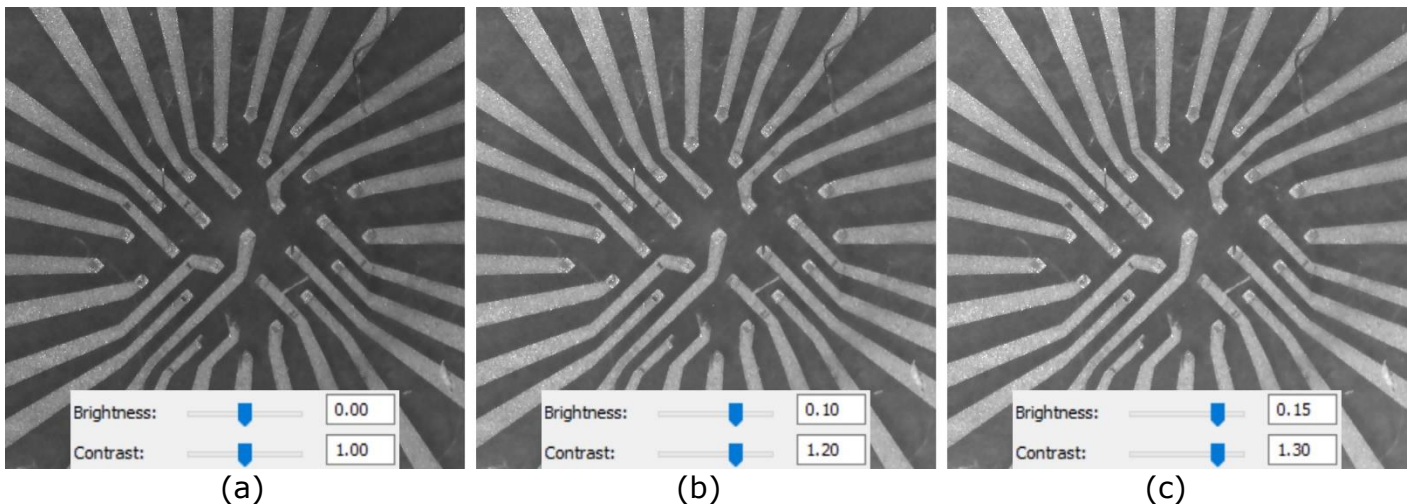 Brightness: 0.00
Contrast: 1.00
Brightness: 0.10
Contrast: 1.20
Brightness: 0.15
Contrast: 1.30
(a) (b) (c)